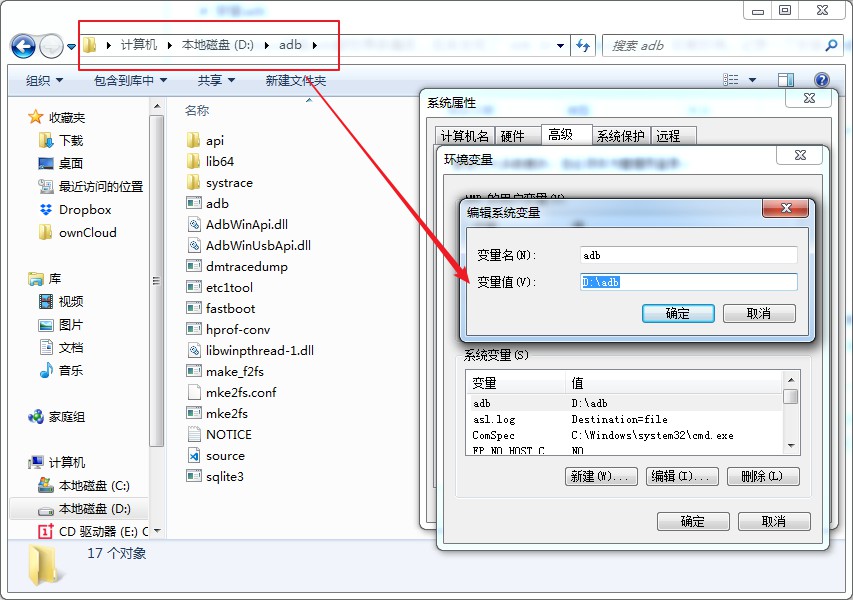 计算机 本地磁盘 (D:) adb
搜索 adb
组织 包含到库中 共享 新建文件夹
收藏夹
下载
桌面
最近访问的位置
Dropbox
ownCloud
库
视频
图片
文档
音乐
家庭组
计算机
本地磁盘 (C:)
本地磁盘 (D:)
CD 驱动器 (E:) C
名称
api
lib64
systrace
adb
AdbWinApi.dll
AdbWinUsbApi.dll
dmtracedump
etc1tool
fastboot
hprof-conv
libwinpthread-1.dll
make_f2fs
mke2fs.conf
mke2fs
NOTICE
source
sqlite3
17 个对象
系统属性
计算机名 硬件 高级 系统保护 远程
环境变量
的用户变量(U)
编辑系统变量
变量名(N): adb
变量值(V): D:\adb
确定 取消
系统变量(S)
变量 值
adb D:\adb
asl.log Destination=file
ComSpec C:\Windows\system32\cmd.exe
FP_NO_HOST_C NO
新建(W)... 编辑(I)... 删除(L)
确定 取消